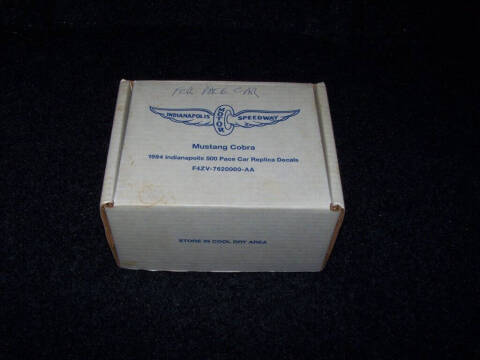 FOR PACE CAR
INDIANAPOLIS MOTOR SPEEDWAY
Mustang Cobra
1994 Indianapolis 500 Pace Car Replica Decals
F4ZV-7620000-AA
STORE IN COOL DRY AREA